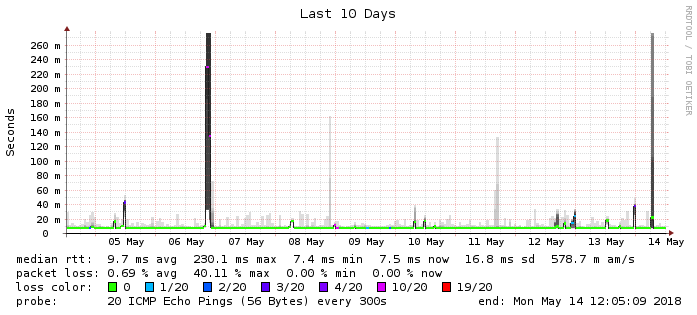 Last 10 Days
RRDTOOL / TOBI OETIKER
Seconds
260 m
240 m
220 m
200 m
180 m
160 m
140 m
120 m
100 m
80 m
60 m
40 m
20 m
0
05 May 06 May 07 May 08 May 09 May 10 May 11 May 12 May 13 May 14 May
median rtt: 9.7 ms avg 230.1 ms max 7.4 ms min 7.5 ms now 16.8 ms sd 578.7 m am/s
packet loss: 0.69 % avg 40.11 % max 0.00 % min 0.00 % now
loss color: 0 1/20 2/20 3/20 4/20 10/20 19/20
probe: 20 ICMP Echo Pings (56 Bytes) every 300s end: Mon May 14 12:05:09 2018